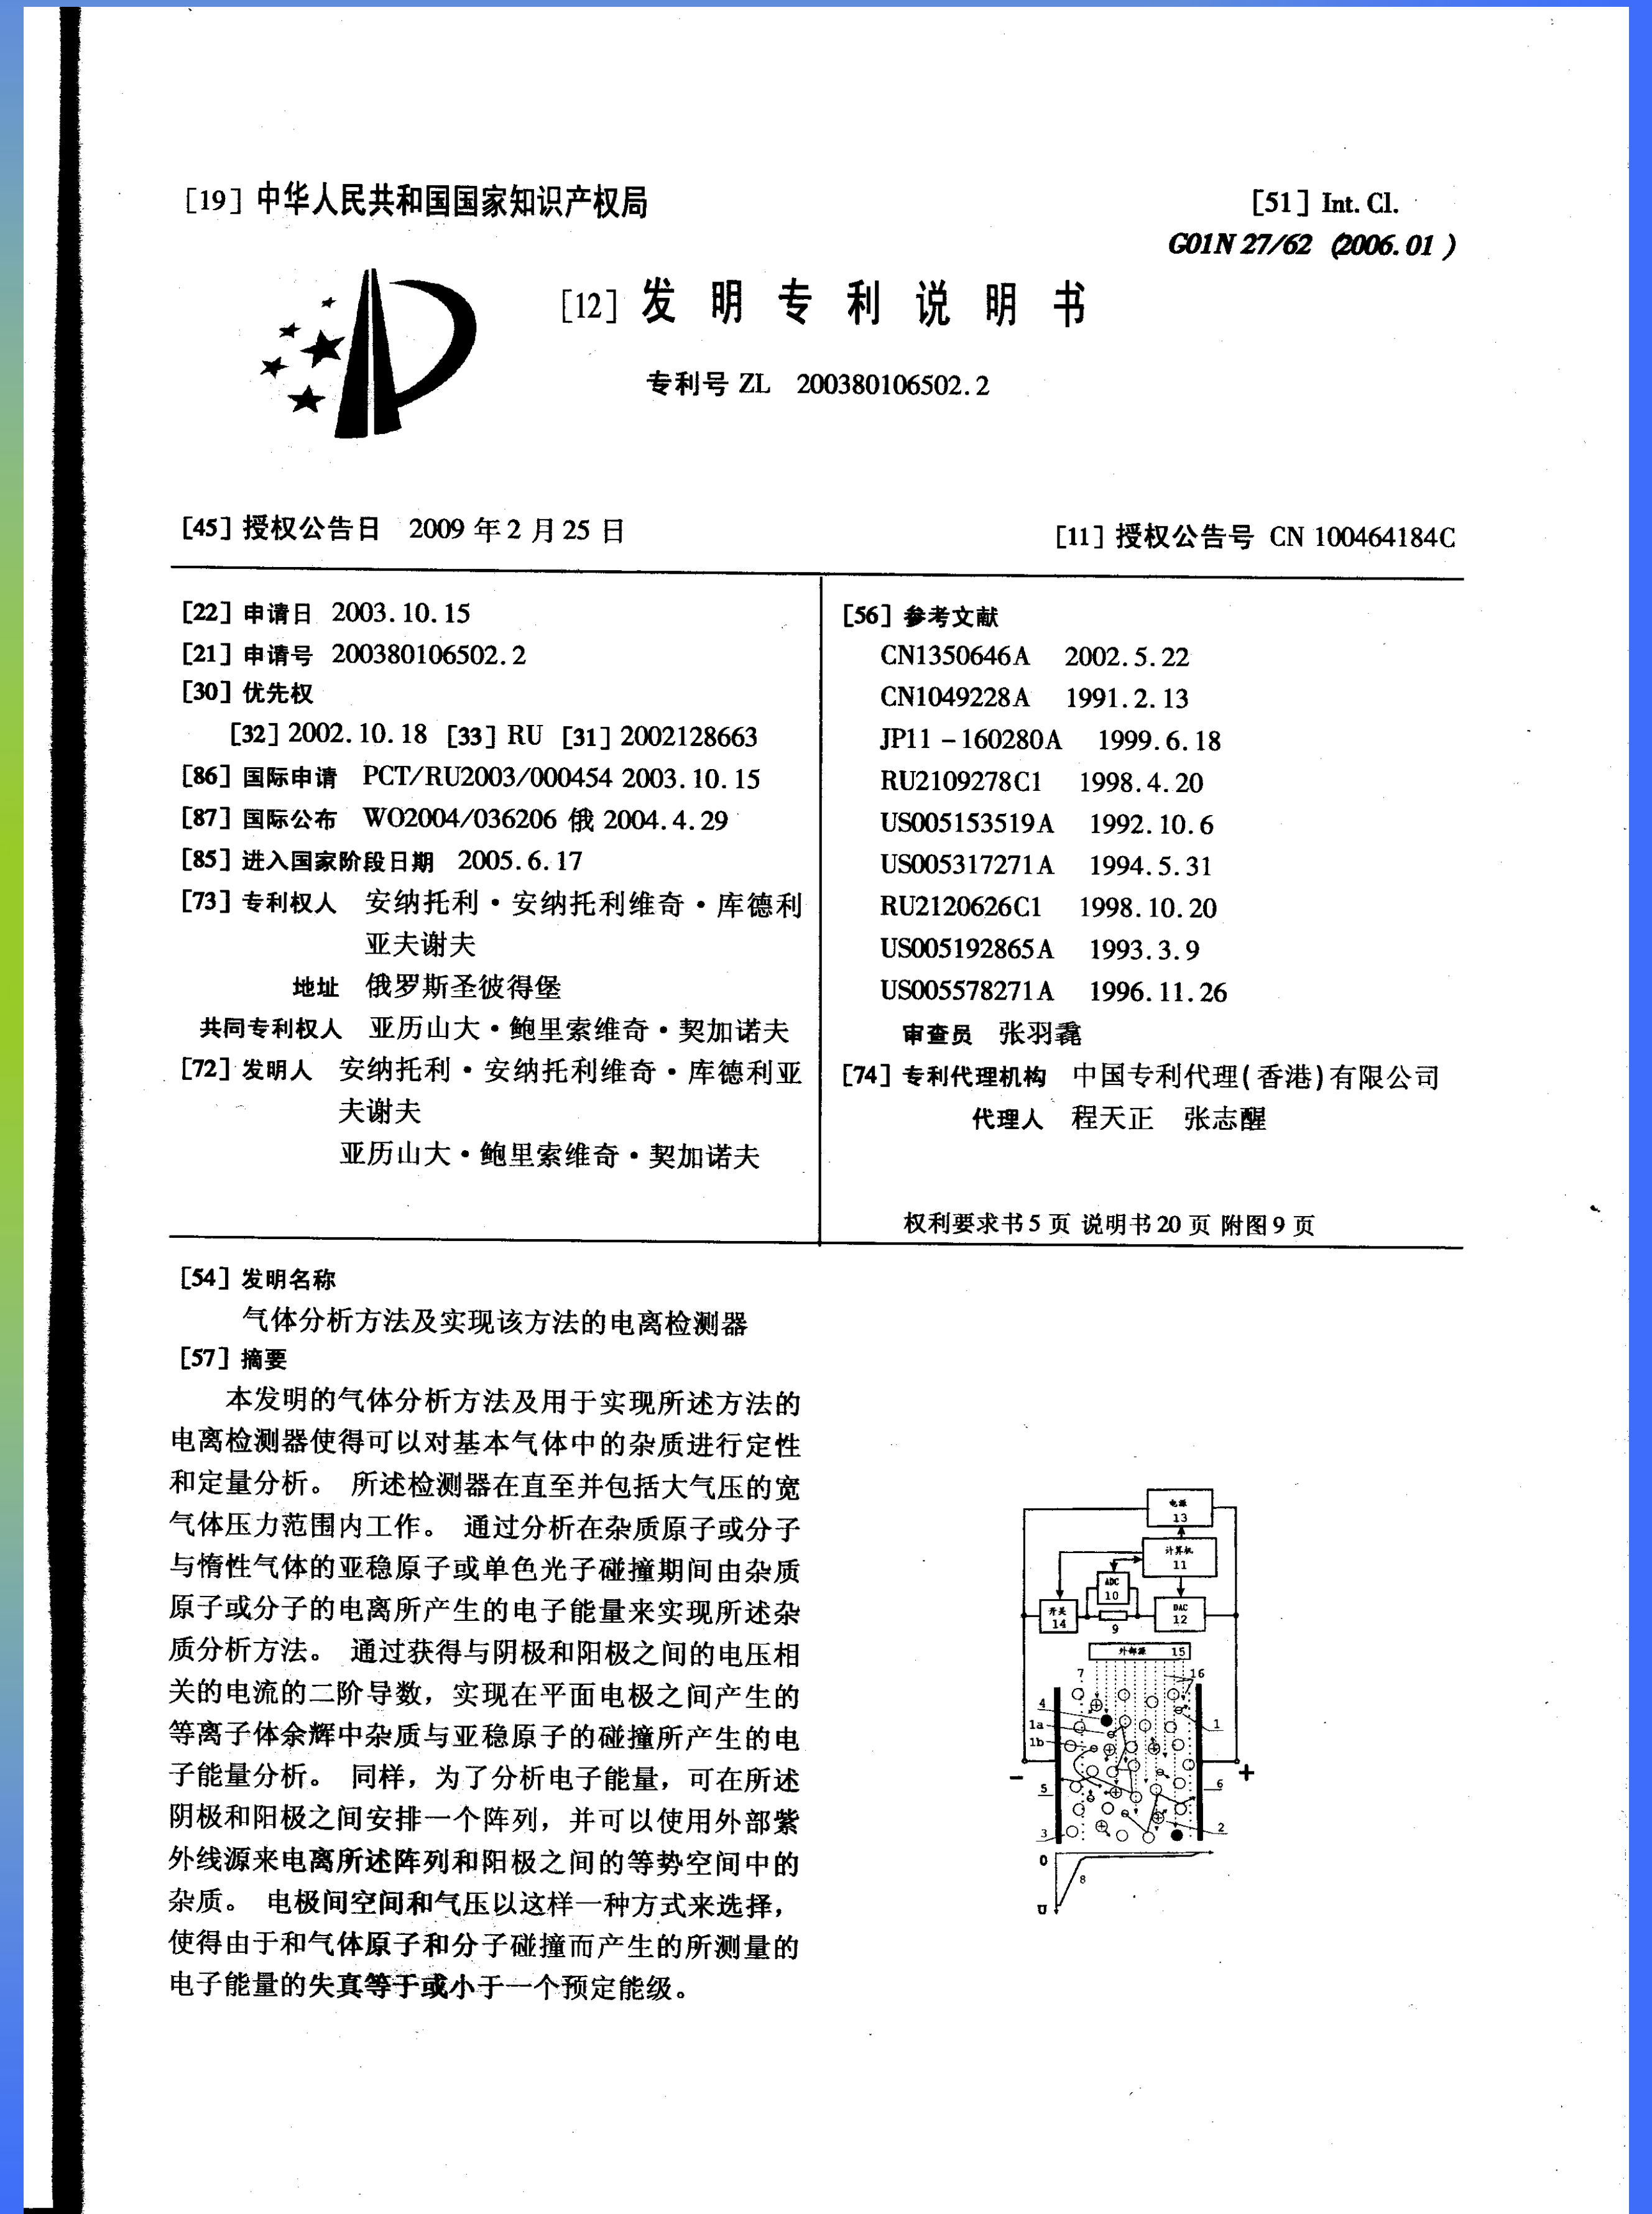 [19] 中华人民共和国国家知识产权局
[51] Int. Cl.
G01N 27/62 (2006.01)
[12] 发明专利说明书
专利号 ZL 200380106502.2
[45] 授权公告日 2009 年 2 月 25 日
[11] 授权公告号 CN 100464184C
[22] 申请日 2003.10.15
[21] 申请号 200380106502.2
[30] 优先权
[32] 2002.10.18 [33] RU [31] 2002128663
[86] 国际申请 PCT/RU2003/000454 2003.10.15
[87] 国际公布 WO2004/036206 俄 2004.4.29
[85] 进入国家阶段日期 2005.6.17
[73] 专利权人 安纳托利·安纳托利维奇·库德利
亚夫谢夫
地址 俄罗斯圣彼得堡
共同专利权人 亚历山大·鲍里索维奇·契加诺夫
[72] 发明人 安纳托利·安纳托利维奇·库德利亚
夫谢夫
亚历山大·鲍里索维奇·契加诺夫
[56] 参考文献
CN1350646A 2002.5.22
CN1049228A 1991.2.13
JP11-160280A 1999.6.18
RU2109278C1 1998.4.20
US005153519A 1992.10.6
US005317271A 1994.5.31
RU2120626C1 1998.10.20
US005192865A 1993.3.9
US005578271A 1996.11.26
审查员 张羽
[74] 专利代理机构 中国专利代理(香港)有限公司
代理人 程天正 张志醒
权利要求书 5 页 说明书 20 页 附图 9 页
[54] 发明名称
气体分析方法及实现该方法的电离检测器
[57] 摘要
本发明的气体分析方法及用于实现所述方法的
电离检测器使得可以对基本气体中的杂质进行定性
和定量分析。 所述检测器在直至并包括大气压的宽
气体压力范围内工作。 通过分析在杂质原子或分子
与惰性气体的亚稳原子或单色光子碰撞期间由杂质
原子或分子的电离所产生的电子能量来实现所述杂
质分析方法。 通过获得与阴极和阳极之间的电压相
关的电流的二阶导数，实现在平面电极之间产生的
等离子体余辉中杂质与亚稳原子的碰撞所产生的电
子能量分析。 同样，为了分析电子能量，可在所述
阴极和阳极之间安排一个阵列，并可以使用外部紫
外线源来电离所述阵列和阳极之间的等势空间中的
杂质。 电极间空间和气压以这样一种方式来选择，
使得由于和气体原子和分子碰撞而产生的所测量的
电子能量的失真等于或小于一个预定能级。
电源
13
计算机
11
ADC
10
开关
14
9
DAC
12
外部源 15
7
16
4
1a
1
1b
−
+
5
6
3
2
0
8
U